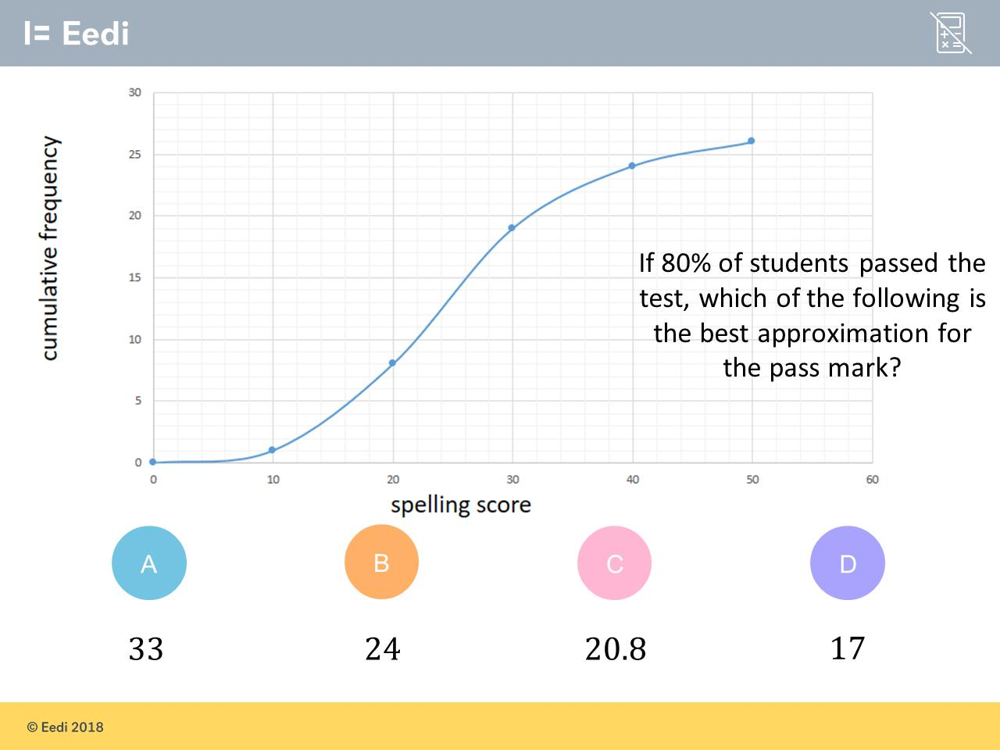 Eedi
30
25
20
15
10
5
0
cumulative frequency
0 10 20 30 40 50 60
spelling score
If 80% of students passed the
test, which of the following is
the best approximation for
the pass mark?
A B C D
33 24 20.8 17
© Eedi 2018